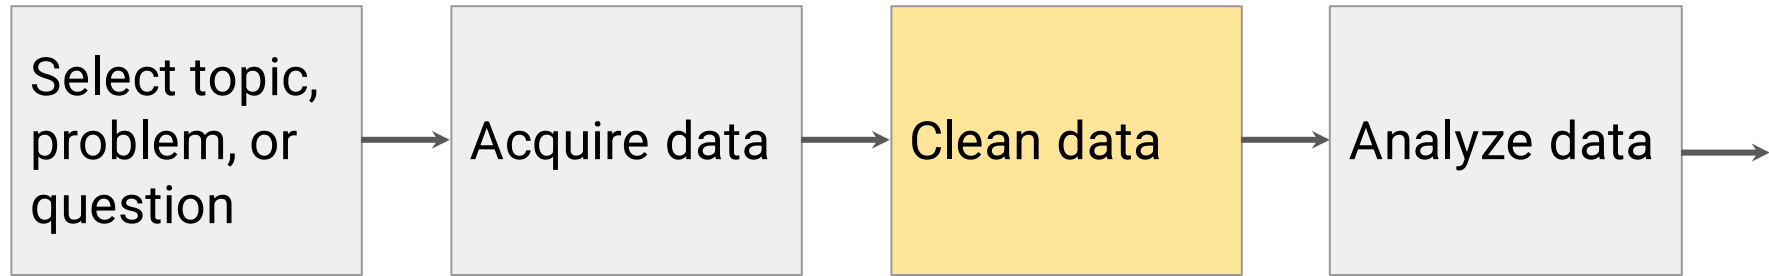 Select topic,
problem, or
question
Acquire data
Clean data
Analyze data